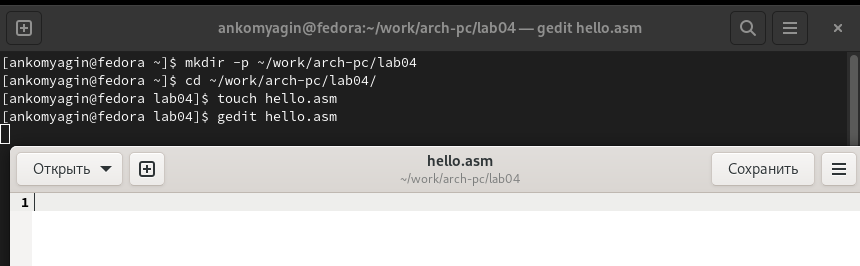 ankomyagin@fedora:~/work/arch-pc/lab04 — gedit hello.asm
[ankomyagin@fedora ~]$ mkdir -p ~/work/arch-pc/lab04
[ankomyagin@fedora ~]$ cd ~/work/arch-pc/lab04/
[ankomyagin@fedora lab04]$ touch hello.asm
[ankomyagin@fedora lab04]$ gedit hello.asm
Открыть
hello.asm
~/work/arch-pc/lab04
Сохранить
1